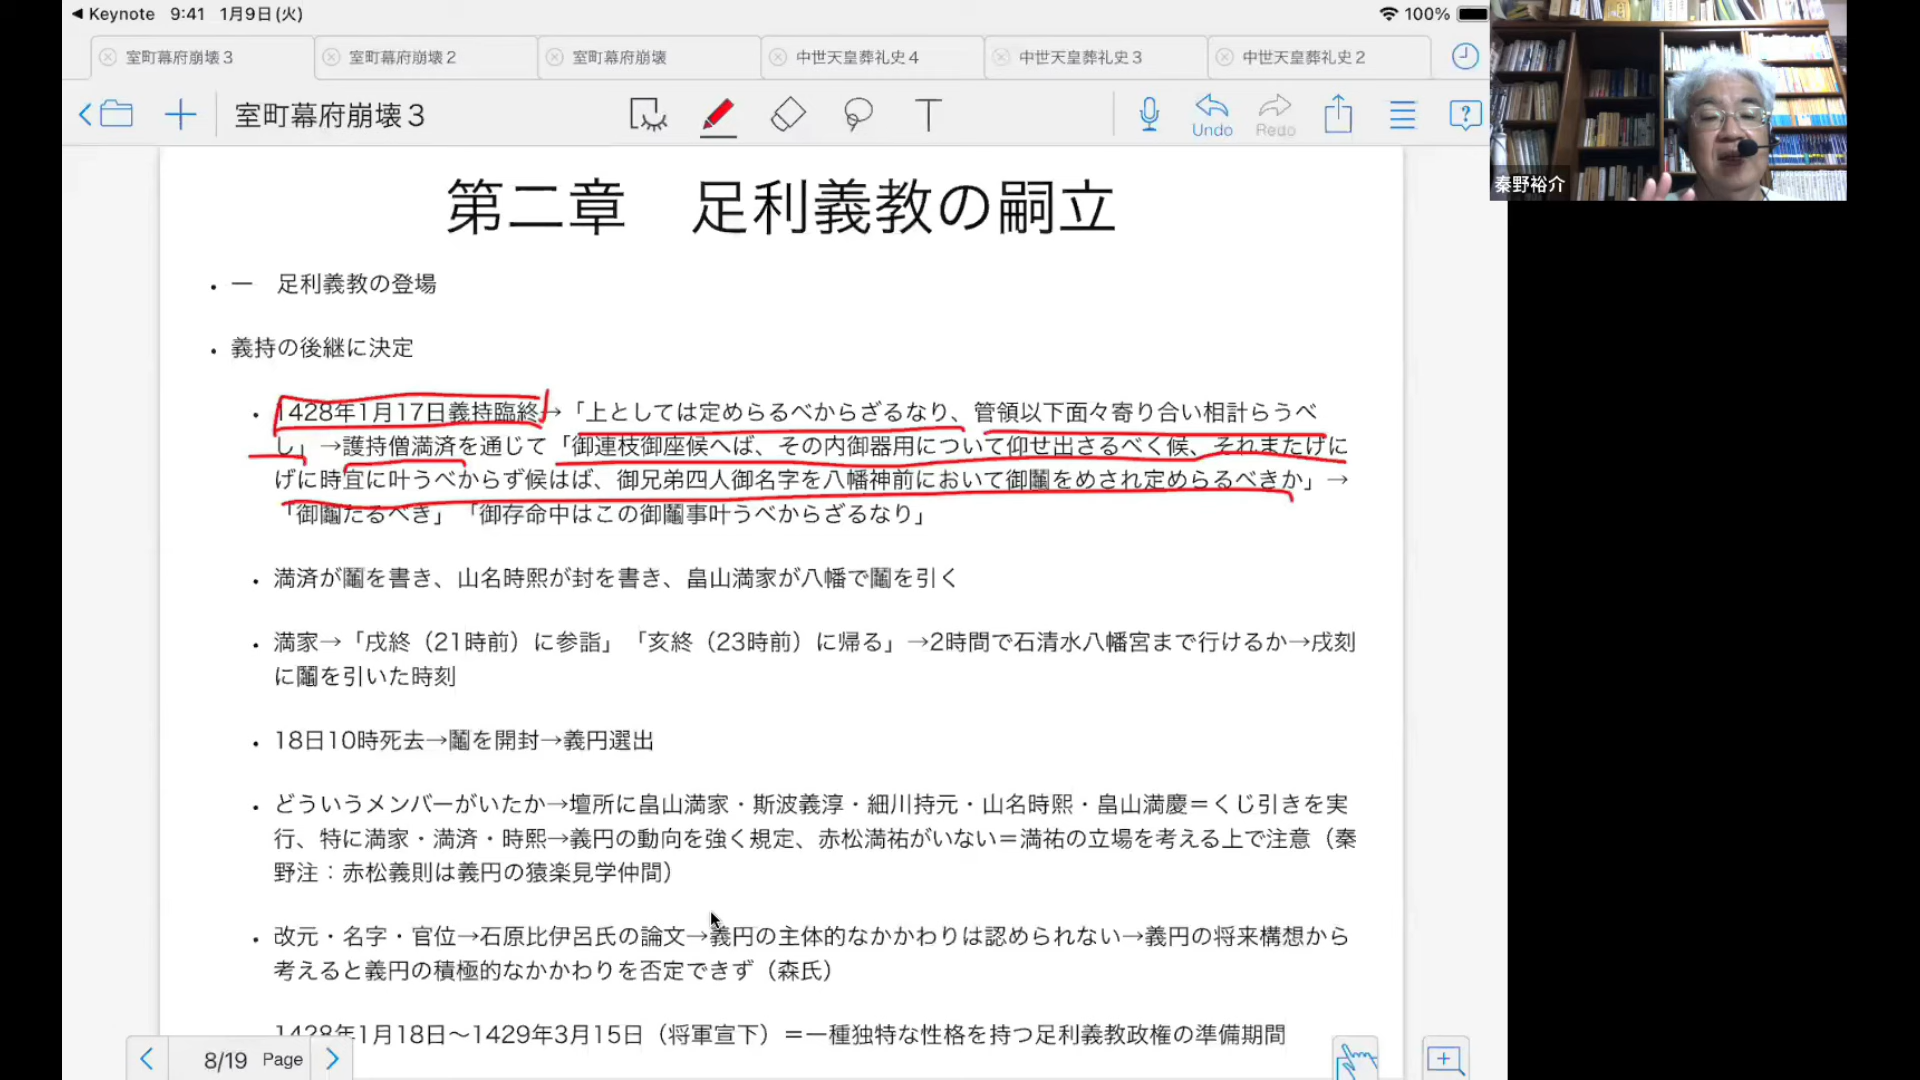 ◀ Keynote 9:41 1月9日(火)
100%
室町幕府崩壊３
室町幕府崩壊２
室町幕府崩壊
中世天皇葬礼史４
中世天皇葬礼史３
中世天皇葬礼史２
室町幕府崩壊３
T
Undo
Redo
?
秦野裕介
第二章　足利義教の嗣立
・一　足利義教の登場
・義持の後継に決定
・1428年1月17日義持臨終→「上としては定めらるべからざるなり、管領以下面々寄り合い相計らうべ
し」→護持僧満済を通じて「御連枝御座候へば、その内御器用について仰せ出さるべく候、それまたげに
げに時宜に叶うべからず候はば、御兄弟四人御名字を八幡神前において御鬮をめされ定めらるべきか」→
「御鬮たるべき」「御存命中はこの御鬮事叶うべからざるなり」
・満済が鬮を書き、山名時熙が封を書き、畠山満家が八幡で鬮を引く
・満家→「戌終（21時前）に参詣」「亥終（23時前）に帰る」→2時間で石清水八幡宮まで行けるか→戌刻
に鬮を引いた時刻
・18日10時死去→鬮を開封→義円選出
・どういうメンバーがいたか→壇所に畠山満家・斯波義淳・細川持元・山名時熙・畠山満慶＝くじ引きを実
行、特に満家・満済・時熙→義円の動向を強く規定、赤松満祐がいない＝満祐の立場を考える上で注意（秦
野注：赤松義則は義円の猿楽見学仲間）
・改元・名字・官位→石原比伊呂氏の論文→義円の主体的なかかわりは認められない→義円の将来構想から
考えると義円の積極的なかかわりを否定できず（森氏）
1428年1月18日〜1429年3月15日（将軍宣下）＝一種独特な性格を持つ足利義教政権の準備期間
8/19 Page